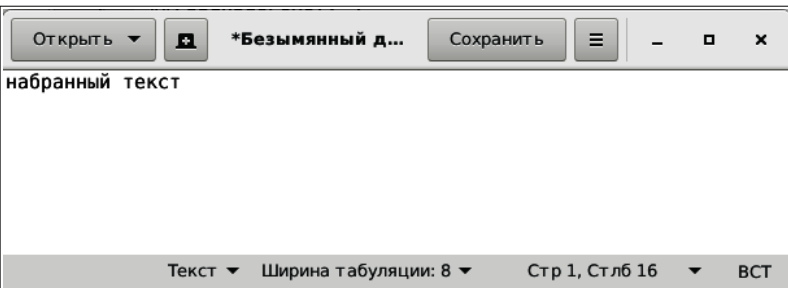 Открыть *Безымянный д... Сохранить
набранный текст
Текст Ширина табуляции: 8 Стр 1, Стлб 16 ВСТ